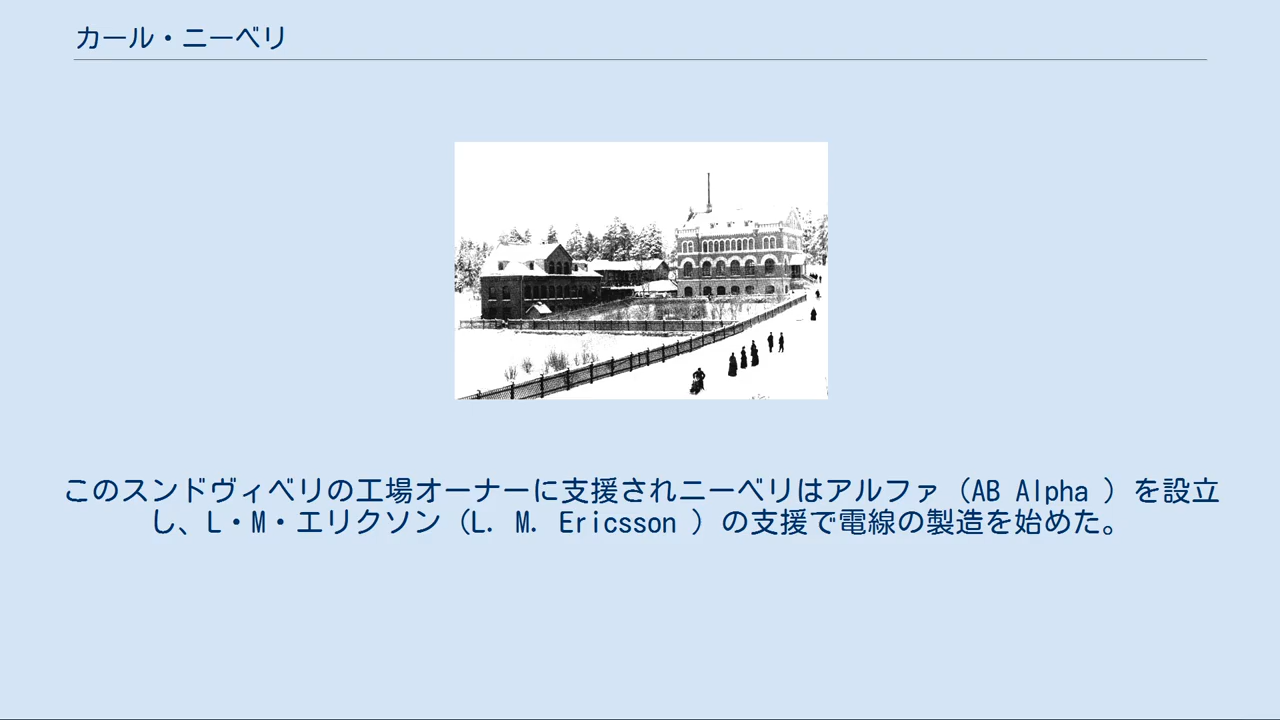 カール・ニーベリ
このスンドヴィベリの工場オーナーに支援されニーベリはアルファ（AB Alpha ）を設立
し、L・M・エリクソン（L. M. Ericsson ）の支援で電線の製造を始めた。